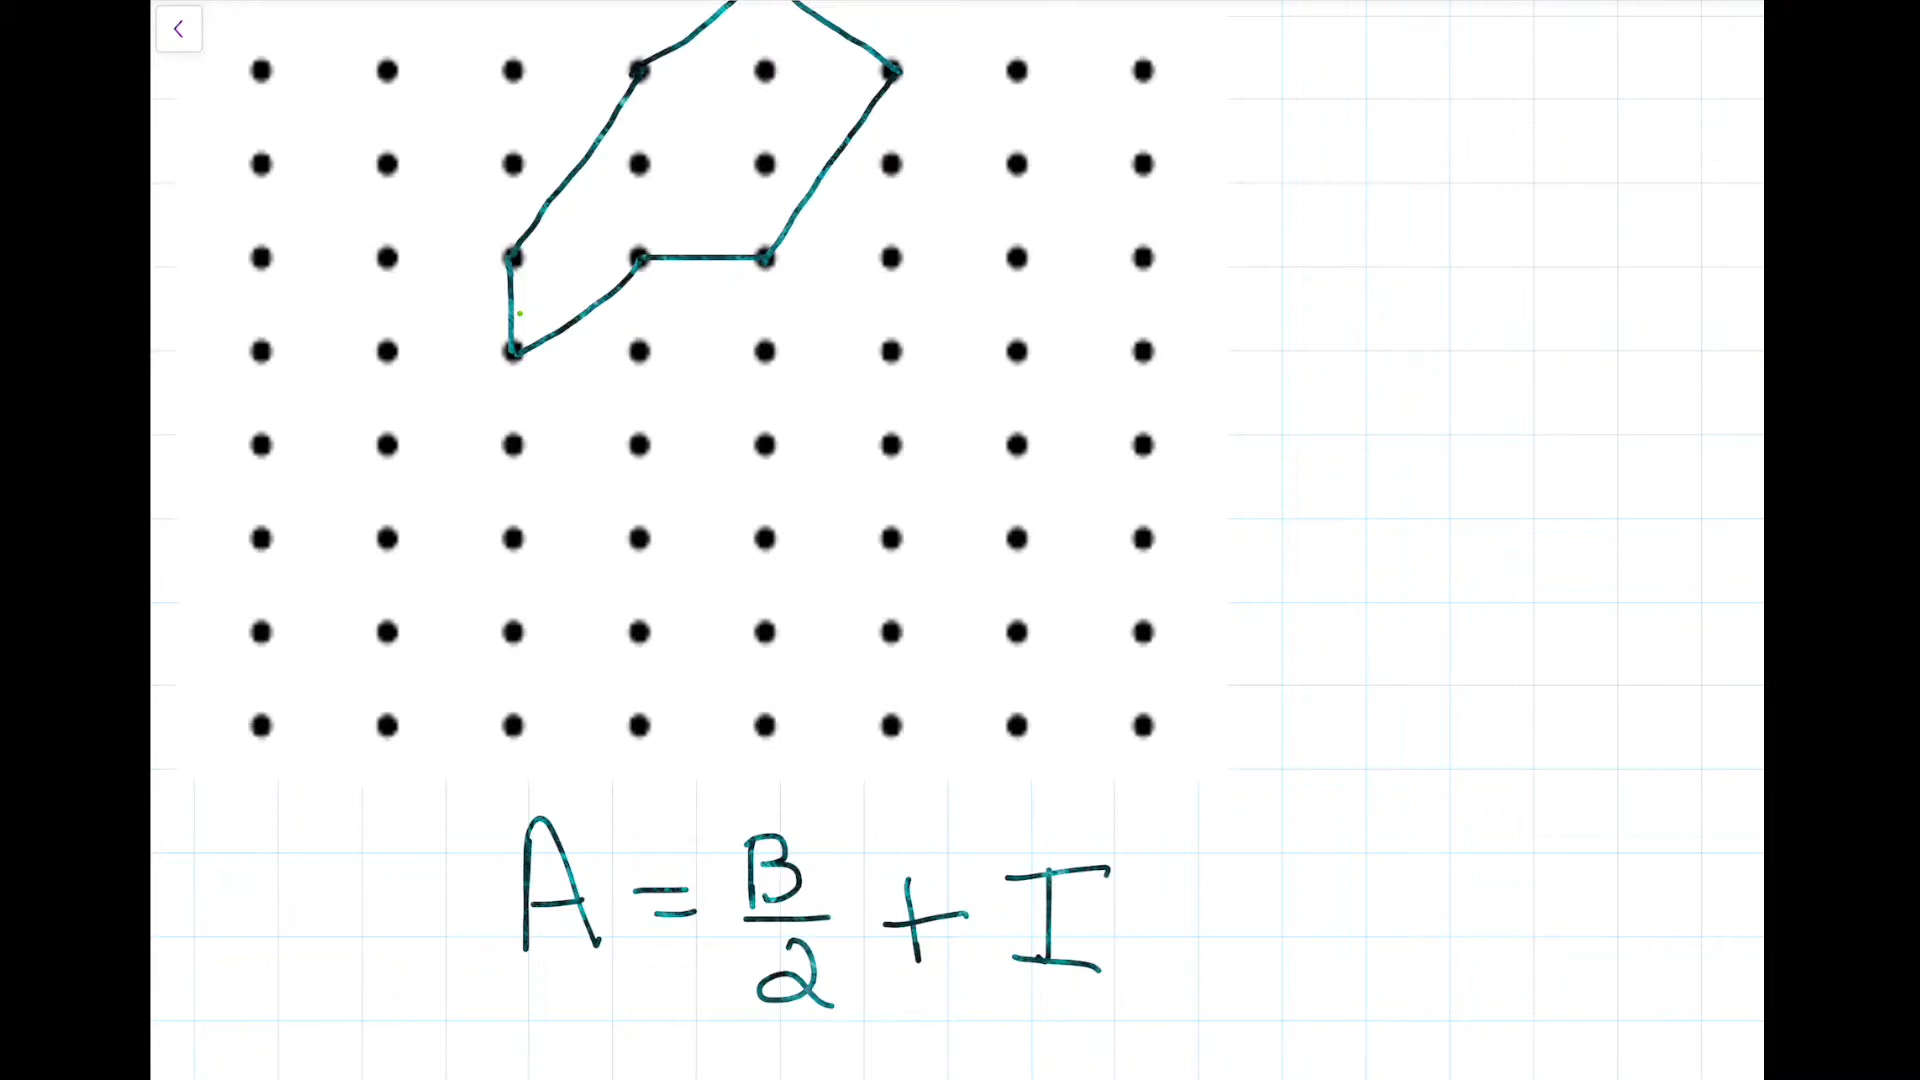 A = B/2 + I